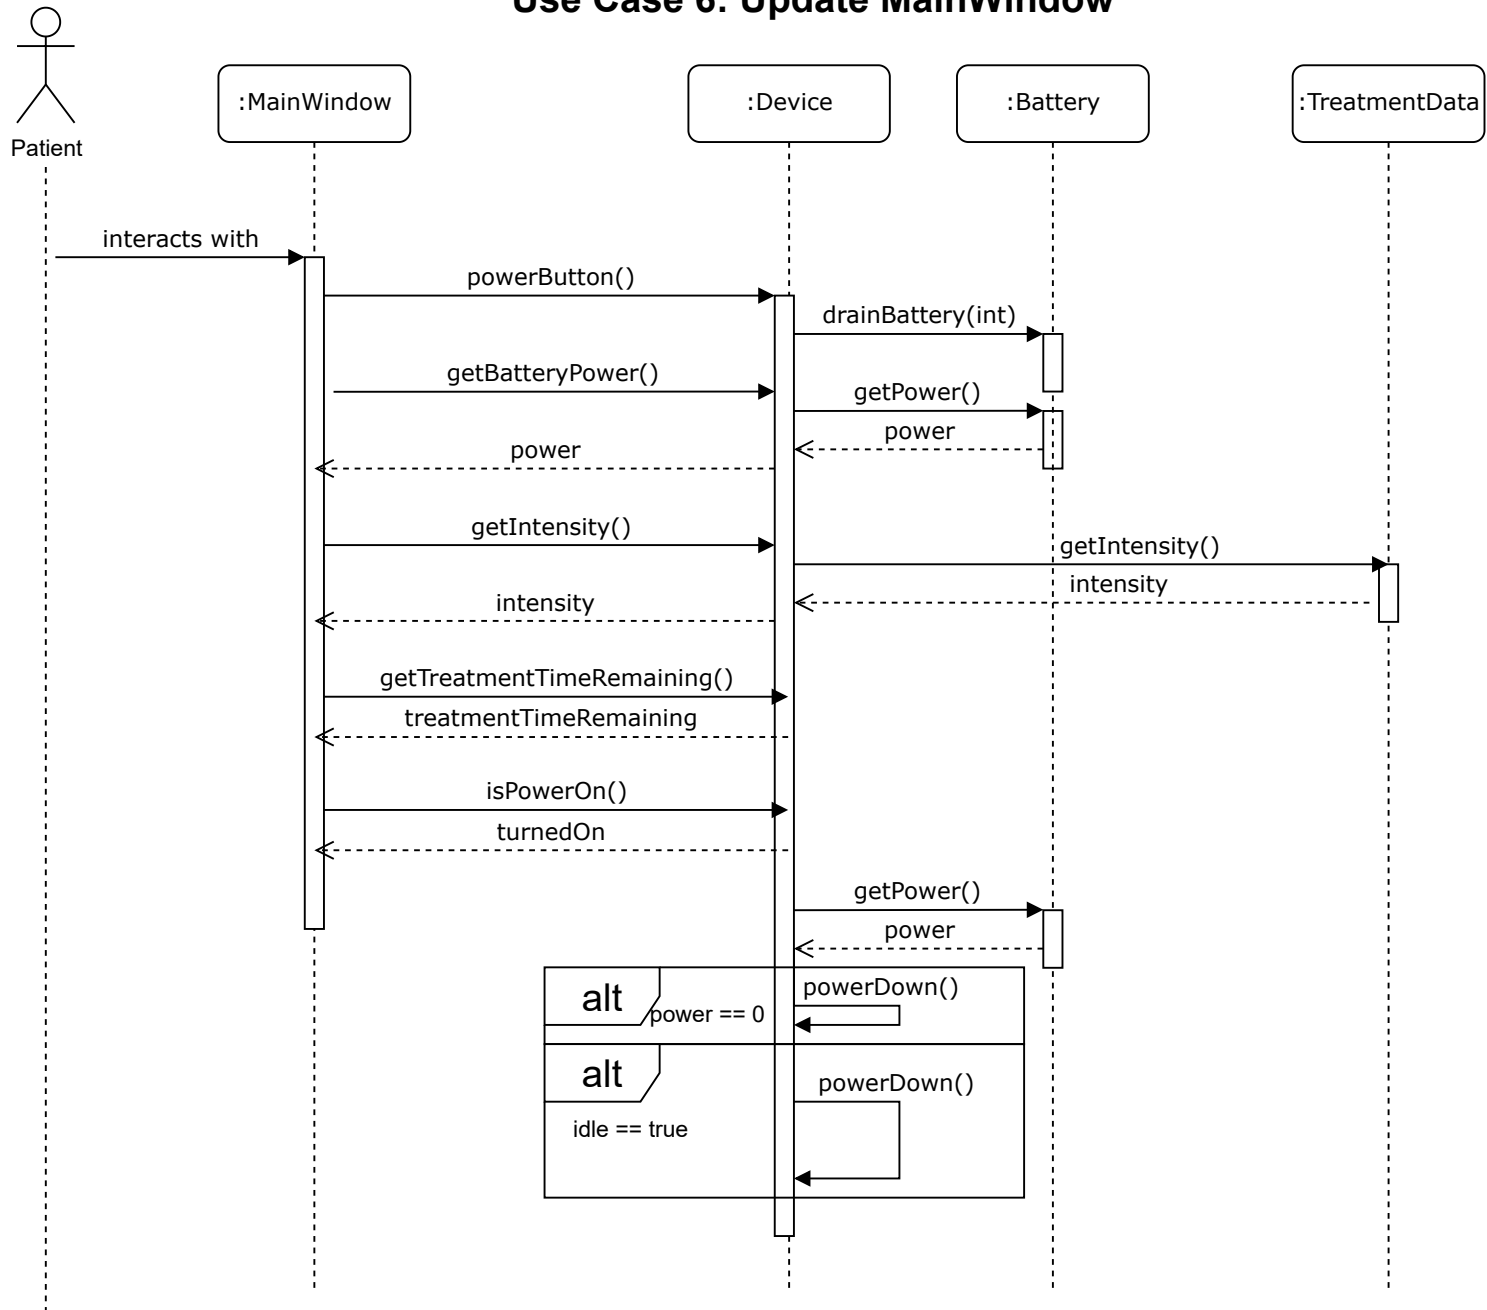 Use Case 6: Update MainWindow
Patient
:MainWindow
:Device
:Battery
:TreatmentData
interacts with
powerButton()
drainBattery(int)
getBatteryPower()
getPower()
power
power
getIntensity()
getIntensity()
intensity
intensity
getTreatmentTimeRemaining()
treatmentTimeRemaining
isPowerOn()
turnedOn
getPower()
power
alt
power == 0
powerDown()
alt
idle == true
powerDown()